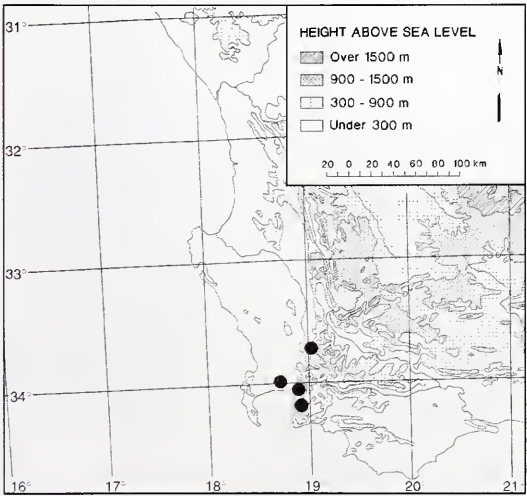 31°
HEIGHT ABOVE SEA LEVEL
Over 1500 m
N
900 - 1500 m
300 - 900 m
Under 300 m
32
20 0 20 40 60 80 100 km
33
34°
16° 17° 18° 19 20 21°